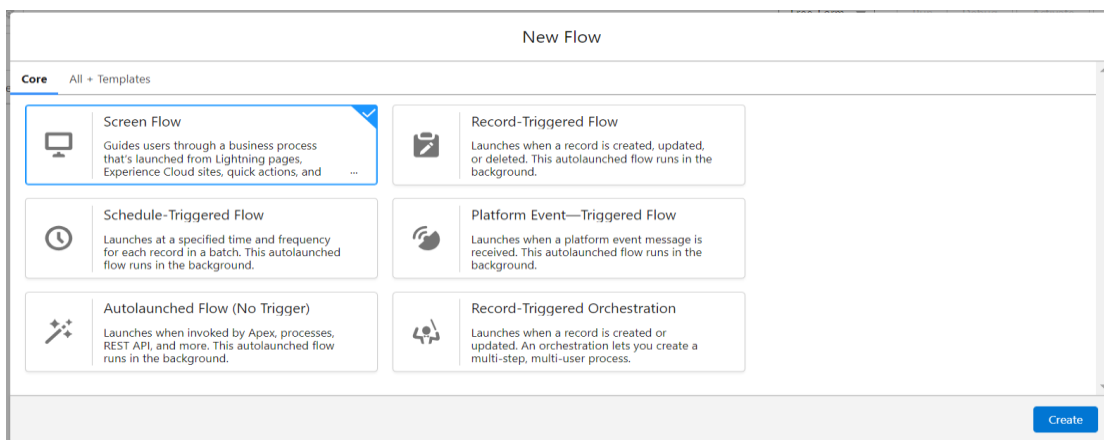 New Flow
Core All + Templates
Screen Flow
Guides users through a business process
that's launched from Lightning pages,
Experience Cloud sites, quick actions, and ...
Record-Triggered Flow
Launches when a record is created, updated,
or deleted. This autolaunched flow runs in the
background.
Schedule-Triggered Flow
Launches at a specified time and frequency
for each record in a batch. This autolaunched
flow runs in the background.
Platform Event—Triggered Flow
Launches when a platform event message is
received. This autolaunched flow runs in the
background.
Autolaunched Flow (No Trigger)
Launches when invoked by Apex, processes,
REST API, and more. This autolaunched flow
runs in the background.
Record-Triggered Orchestration
Launches when a record is created or
updated. An orchestration lets you create a
multi-step, multi-user process.
Create